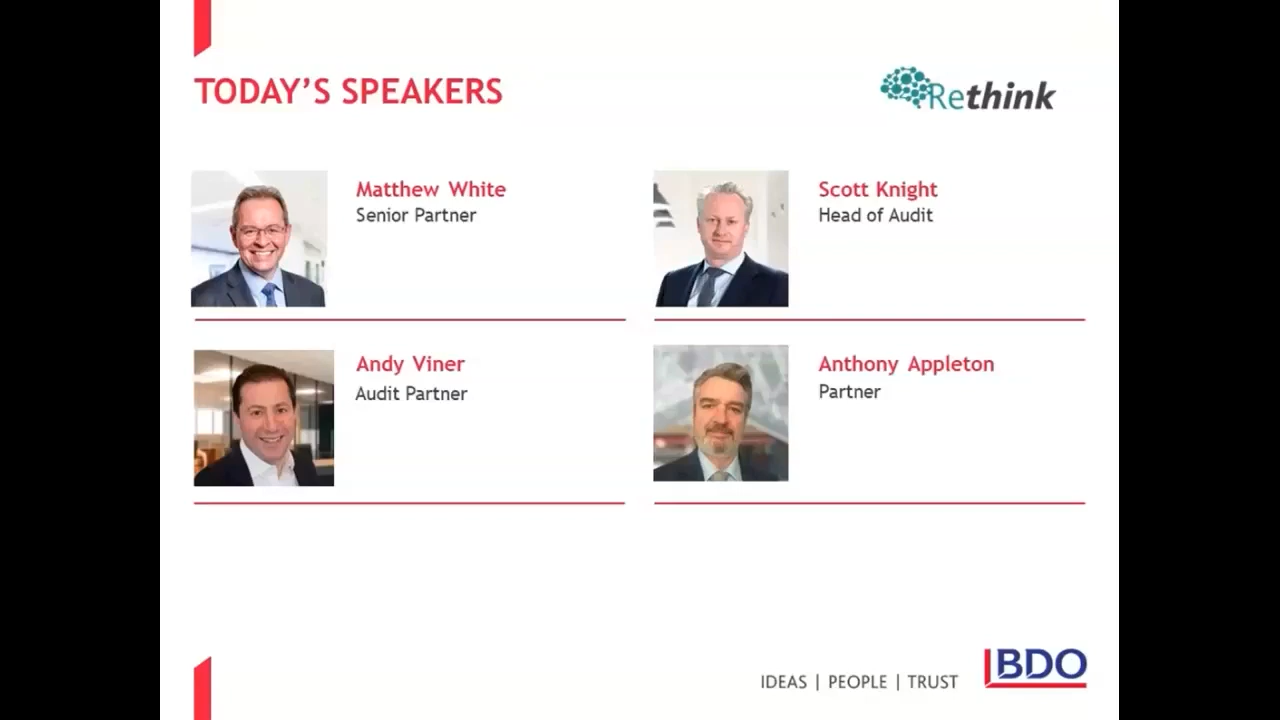 TODAY'S SPEAKERS
Rethink
Matthew White
Senior Partner
Scott Knight
Head of Audit
Andy Viner
Audit Partner
Anthony Appleton
Partner
IDEAS | PEOPLE | TRUST
BDO